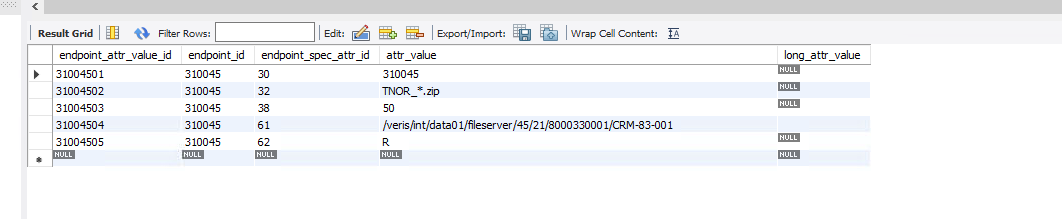 Result Grid Filter Rows: Edit: Export/Import: Wrap Cell Content:
endpoint_attr_value_id endpoint_id endpoint_spec_attr_id attr_value long_attr_value
31004501 310045 30 310045 NULL
31004502 310045 32 TNOR_*.zip NULL
31004503 310045 38 50 NULL
31004504 310045 61 /veris/int/data01/fileserver/45/21/8000330001/CRM-83-001
31004505 310045 62 R NULL
NULL NULL NULL NULL NULL